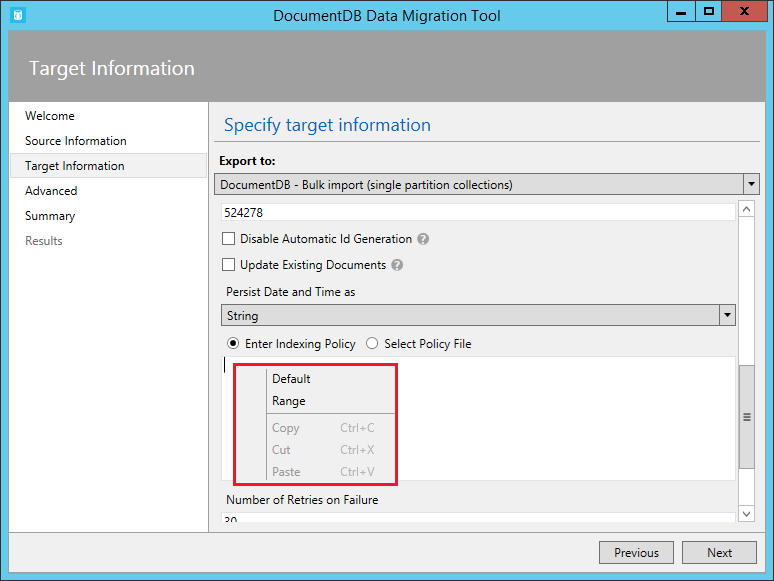 DocumentDB Data Migration Tool
Target Information
Welcome
Source Information
Target Information
Advanced
Summary
Results
Specify target information
Export to:
DocumentDB - Bulk import (single partition collections)
524278
Disable Automatic Id Generation ?
Update Existing Documents ?
Persist Date and Time as
String
Enter Indexing Policy Select Policy File
Default
Range
Copy Ctrl+C
Cut Ctrl+X
Paste Ctrl+V
Number of Retries on Failure
30
Previous Next